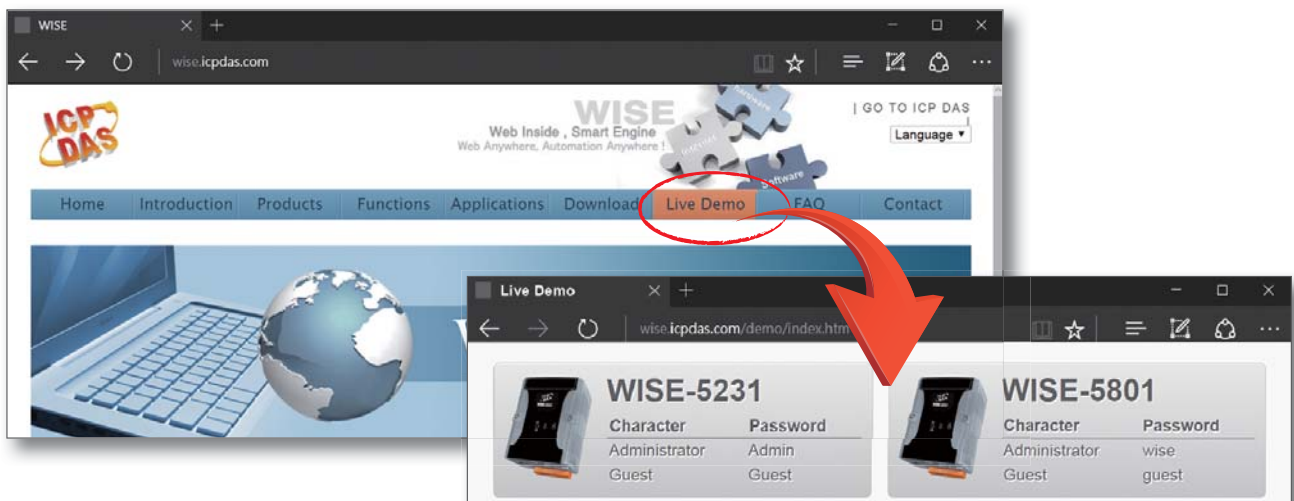 WISE
wise.icpdas.com
ICP
DAS
WISE
Web Inside , Smart Engine
Web Anywhere, Automation Anywhere !
Hardware
Software
| GO TO ICP DAS
|
Language
Home Introduction Products Functions Applications Download Live Demo FAQ Contact
W
Live Demo
wise.icpdas.com/demo/index.htm
WISE-5231
Character Password
Administrator Admin
Guest Guest
WISE-5801
Character Password
Administrator wise
Guest guest